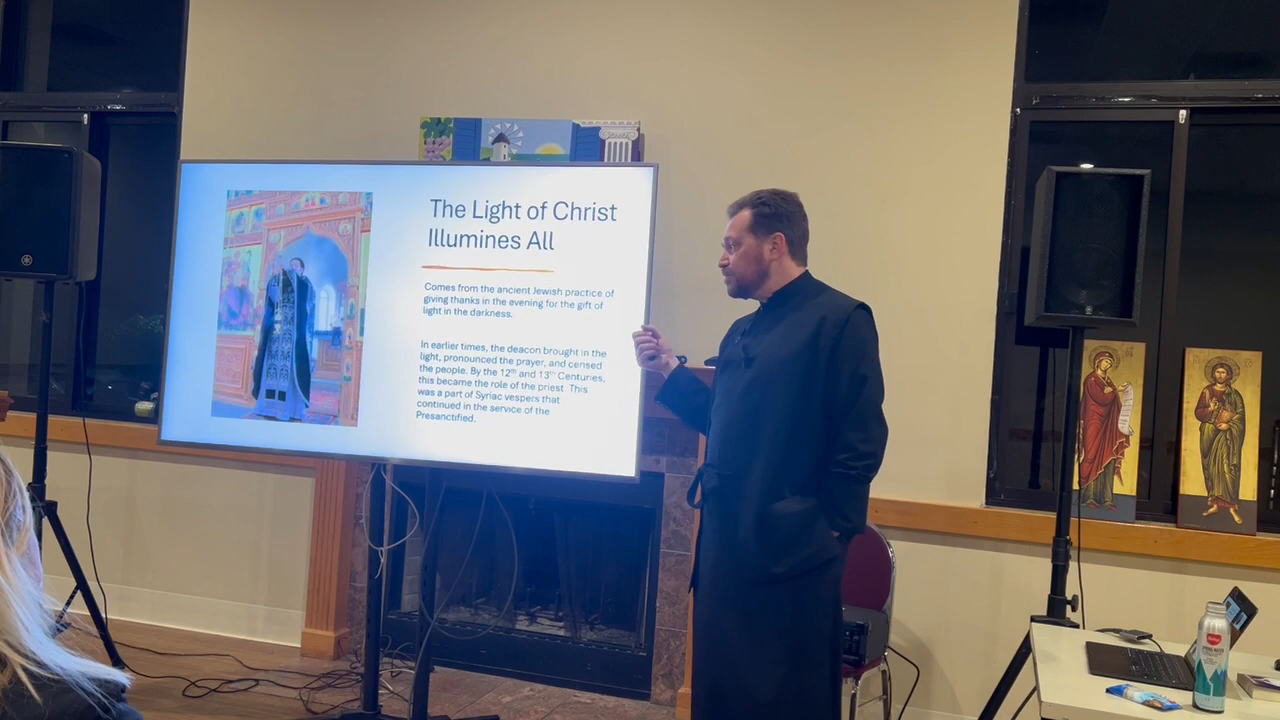 The Light of Christ
Illumines All
Comes from the ancient Jewish practice of
giving thanks in the evening for the gift of
light in the darkness.
In earlier times, the deacon brought in the
light, pronounced the prayer, and censed
the people. By the 12th and 13th Centuries,
this became the role of the priest. This
was a part of Syriac vespers that
continued in the service of the
Presanctified.